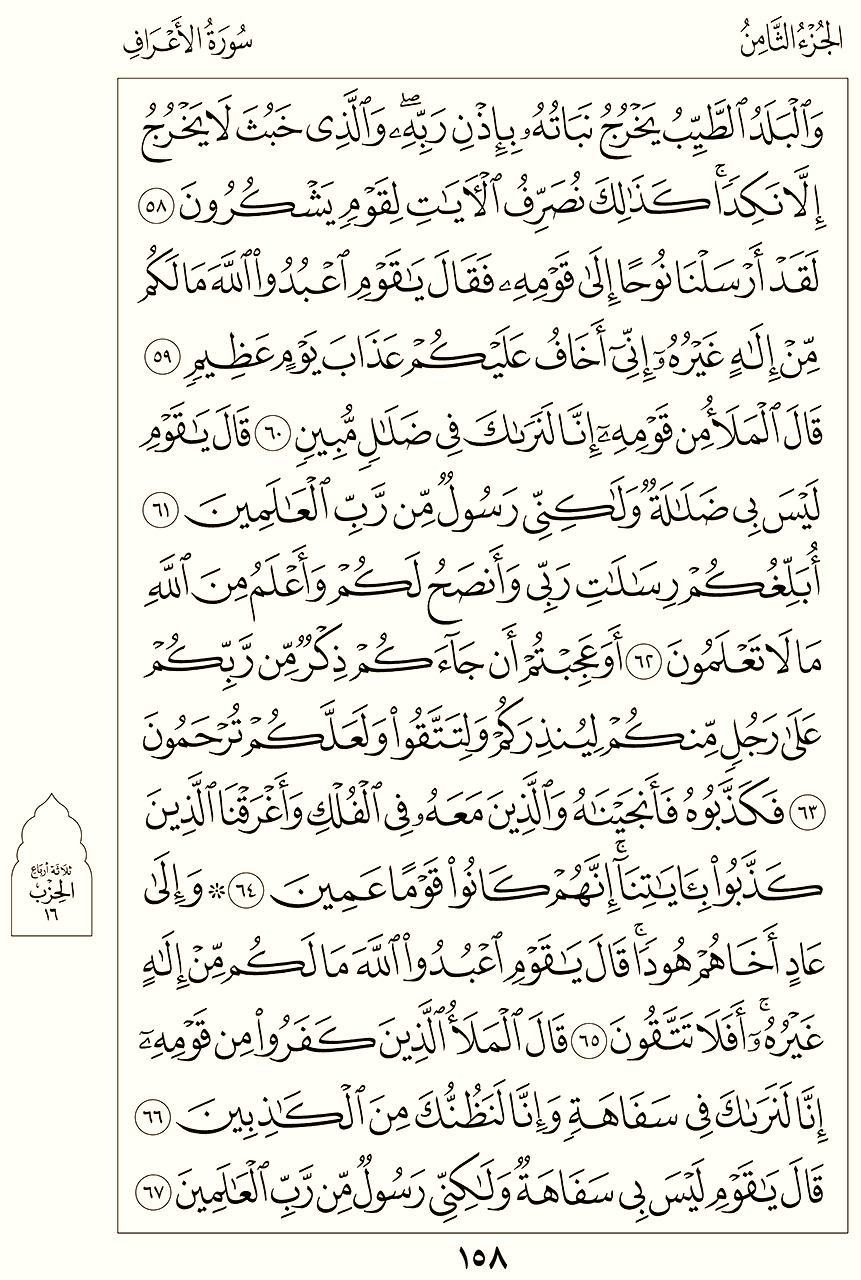 الجُزْءُ الثَّامِنُ
سُورَةُ الأَعْرَافِ
وَٱلْبَلَدُ ٱلطَّيِّبُ يَخْرُجُ نَبَاتُهُۥ بِإِذْنِ رَبِّهِۦۖ وَٱلَّذِى خَبُثَ لَا يَخْرُجُ
إِلَّا نَكِدًاۚ كَذَٰلِكَ نُصَرِّفُ ٱلْـَٔايَٰتِ لِقَوْمٍ يَشْكُرُونَ ٥٨
لَقَدْ أَرْسَلْنَا نُوحًا إِلَىٰ قَوْمِهِۦ فَقَالَ يَٰقَوْمِ ٱعْبُدُوا۟ ٱللَّهَ مَا لَكُم
مِّنْ إِلَٰهٍ غَيْرُهُۥٓ إِنِّىٓ أَخَافُ عَلَيْكُمْ عَذَابَ يَوْمٍ عَظِيمٍ ٥٩
قَالَ ٱلْمَلَأُ مِن قَوْمِهِۦٓ إِنَّا لَنَرَىٰكَ فِى ضَلَٰلٍ مُّبِينٍ ٦٠ قَالَ يَٰقَوْمِ
لَيْسَ بِى ضَلَٰلَةٌ وَلَٰكِنِّى رَسُولٌ مِّن رَّبِّ ٱلْعَٰلَمِينَ ٦١
أُبَلِّغُكُمْ رِسَٰلَٰتِ رَبِّى وَأَنصَحُ لَكُمْ وَأَعْلَمُ مِنَ ٱللَّهِ
مَا لَا تَعْلَمُونَ ٦٢ أَوَعَجِبْتُمْ أَن جَآءَكُمْ ذِكْرٌ مِّن رَّبِّكُمْ
عَلَىٰ رَجُلٍ مِّنكُمْ لِيُنذِرَكُمْ وَلِتَتَّقُوا۟ وَلَعَلَّكُمْ تُرْحَمُونَ
٦٣ فَكَذَّبُوهُ فَأَنجَيْنَٰهُ وَٱلَّذِينَ مَعَهُۥ فِى ٱلْفُلْكِ وَأَغْرَقْنَا ٱلَّذِينَ
كَذَّبُوا۟ بِـَٔايَٰتِنَآۚ إِنَّهُمْ كَانُوا۟ قَوْمًا عَمِينَ ٦٤ ۞ وَإِلَىٰ
عَادٍ أَخَاهُمْ هُودًاۚ قَالَ يَٰقَوْمِ ٱعْبُدُوا۟ ٱللَّهَ مَا لَكُم مِّنْ إِلَٰهٍ
غَيْرُهُۥٓۚ أَفَلَا تَتَّقُونَ ٦٥ قَالَ ٱلْمَلَأُ ٱلَّذِينَ كَفَرُوا۟ مِن قَوْمِهِۦٓ
إِنَّا لَنَرَىٰكَ فِى سَفَاهَةٍ وَإِنَّا لَنَظُنُّكَ مِنَ ٱلْكَٰذِبِينَ ٦٦
قَالَ يَٰقَوْمِ لَيْسَ بِى سَفَاهَةٌ وَلَٰكِنِّى رَسُولٌ مِّن رَّبِّ ٱلْعَٰلَمِينَ ٦٧
ثلاثة أرباع
الحِزْب
١٦
١٥٨